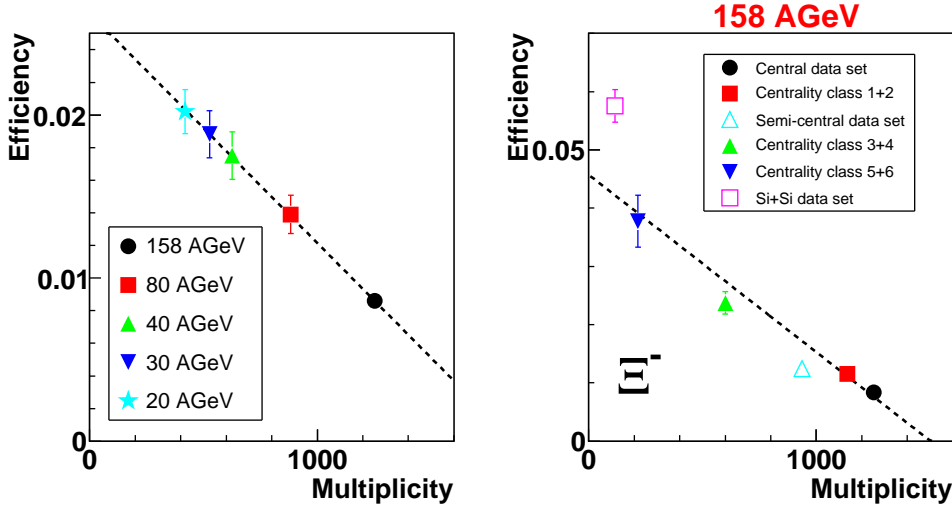 Efficiency
0.02
0.01
0
158 AGeV
80 AGeV
40 AGeV
30 AGeV
20 AGeV
0
1000
Multiplicity
158 AGeV
Efficiency
0.05
0
Central data set
Centrality class 1+2
Semi-central data set
Centrality class 3+4
Centrality class 5+6
Si+Si data set
Ξ-
0
1000
Multiplicity